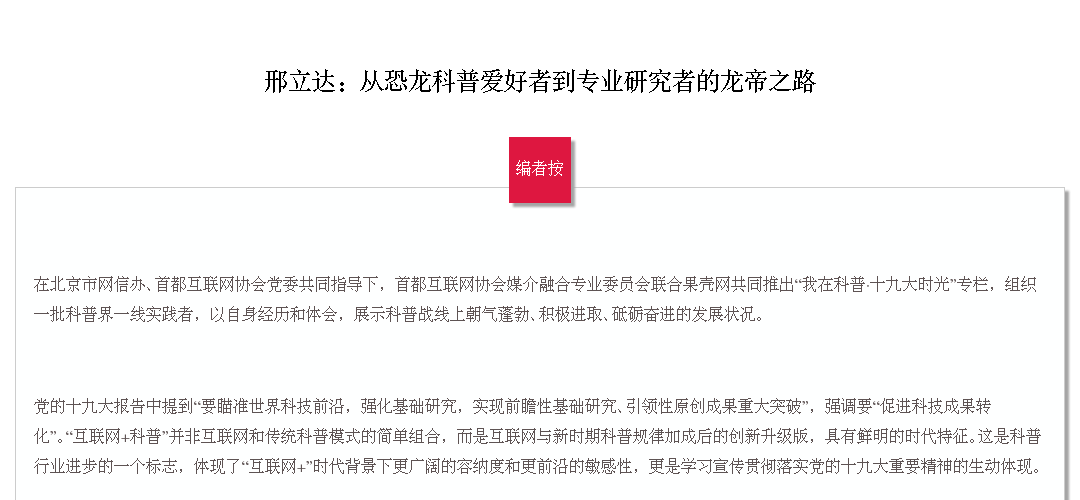 邢立达：从恐龙科普爱好者到专业研究者的龙帝之路
编者按
在北京市网信办、首都互联网协会党委共同指导下，首都互联网协会媒介融合专业委员会联合果壳网共同推出“我在科普·十九大时光”专栏，组织
一批科普界一线实践者，以自身经历和体会，展示科普战线上朝气蓬勃、积极进取、砥砺奋进的发展状况。
党的十九大报告中提到“要瞄准世界科技前沿，强化基础研究，实现前瞻性基础研究、引领性原创成果重大突破”，强调要“促进科技成果转
化”。“互联网+科普”并非互联网和传统科普模式的简单组合，而是互联网与新时期科普规律加成后的创新升级版，具有鲜明的时代特征。这是科普
行业进步的一个标志，体现了“互联网+”时代背景下更广阔的容纳度和更前沿的敏感性，更是学习宣传贯彻落实党的十九大重要精神的生动体现。